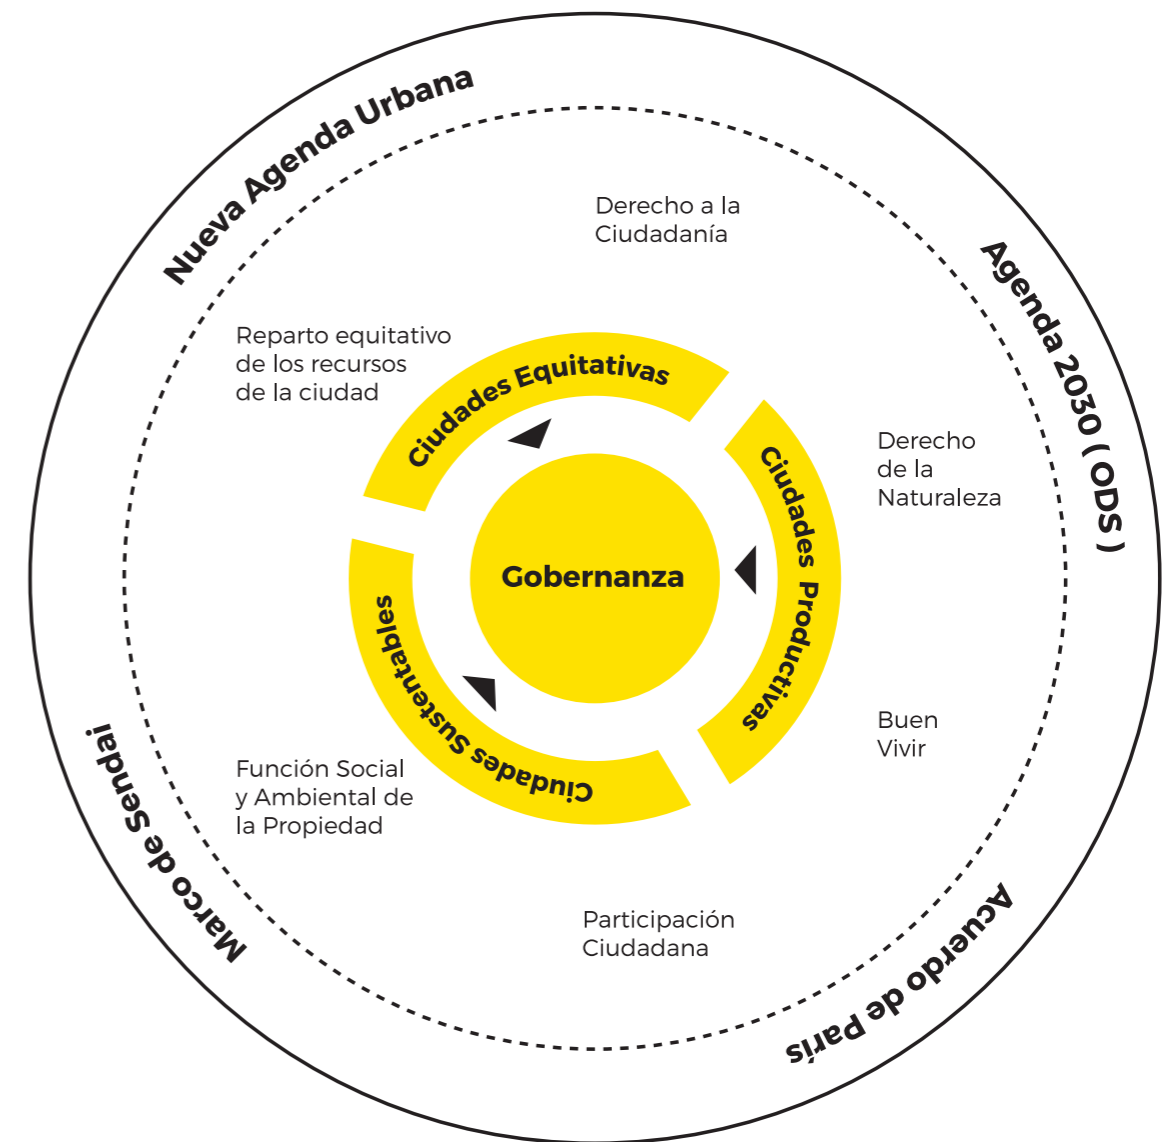 Nueva Agenda Urbana
Agenda 2030 ( ODS )
Derecho a la
Ciudadanía
Reparto equitativo
de los recursos
de la ciudad
Ciudades Equitativas
Ciudades Productivas
Derecho
de la
Naturaleza
Gobernanza
Ciudades Sustentables
Buen
Vivir
Función Social
y Ambiental de
la Propiedad
Participación
Ciudadana
Marco de Sendai
Acuerdo de París